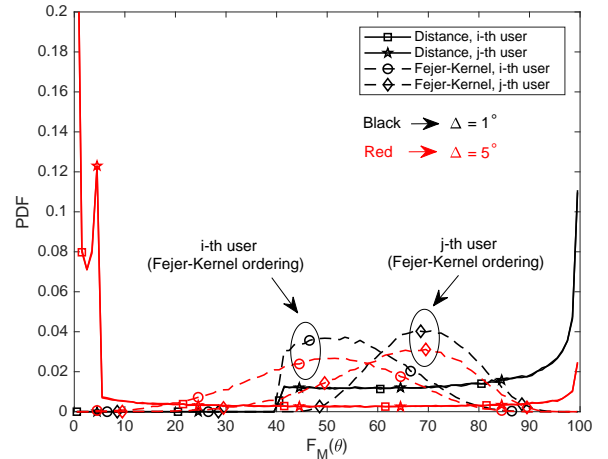 0.2
0.18
0.16
0.14
0.12
0.1
0.08
0.06
0.04
0.02
0
PDF
Distance, i-th user
Distance, j-th user
Fejer-Kernel, i-th user
Fejer-Kernel, j-th user
Black Δ = 1°
Red Δ = 5°
i-th user
(Fejer-Kernel ordering)
j-th user
(Fejer-Kernel ordering)
0 10 20 30 40 50 60 70 80 90 100
F_M(θ)